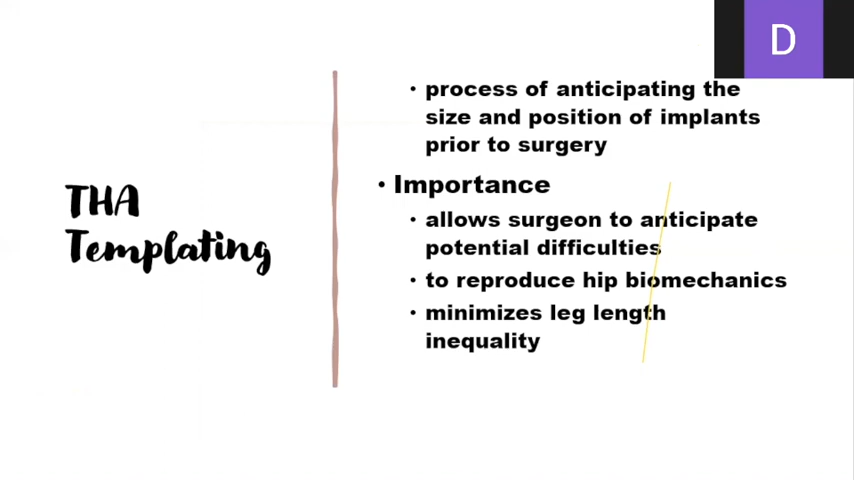 D
THA
Templating
• process of anticipating the
size and position of implants
prior to surgery
• Importance
• allows surgeon to anticipate
potential difficulties
• to reproduce hip biomechanics
• minimizes leg length
inequality